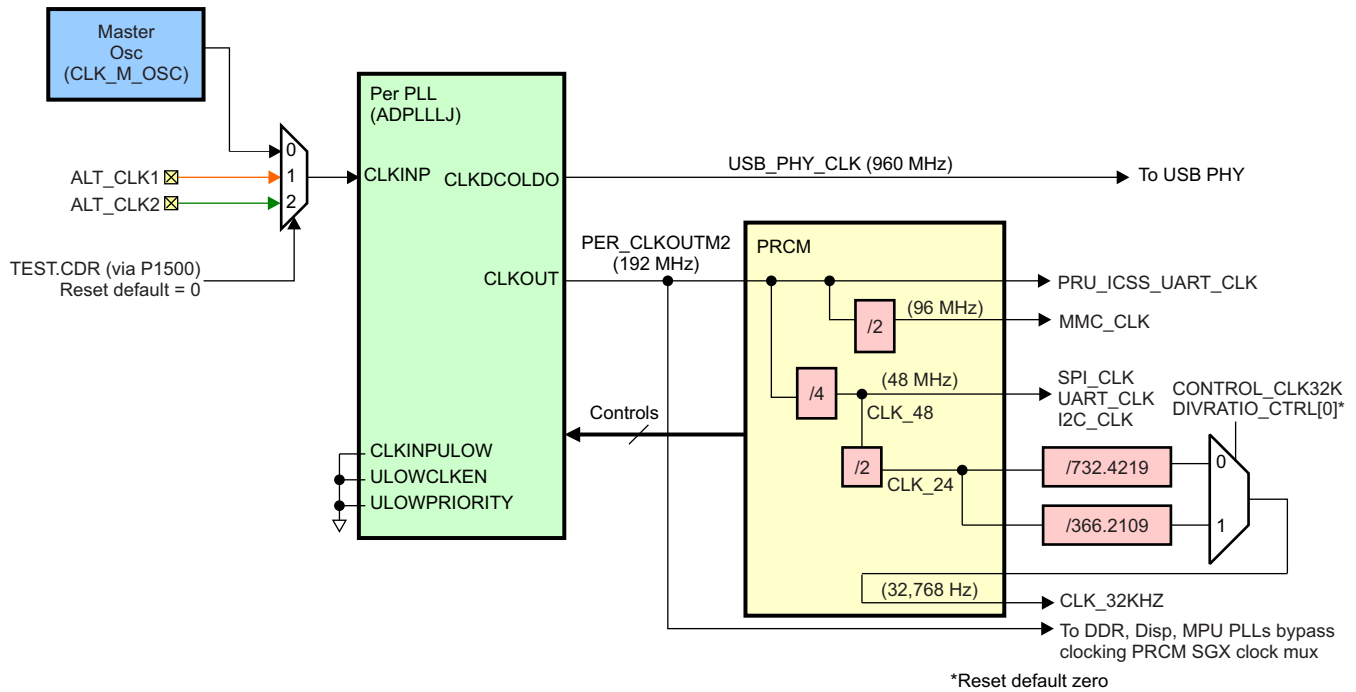 Master
Osc
(CLK_M_OSC)
ALT_CLK1
ALT_CLK2
0
1
2
TEST.CDR (via P1500)
Reset default = 0
Per PLL
(ADPLLLJ)
CLKINP
CLKDCOLDO
CLKOUT
CLKINPULOW
ULOWCLKEN
ULOWPRIORITY
USB_PHY_CLK (960 MHz)
To USB PHY
PER_CLKOUTM2
(192 MHz)
Controls
PRCM
PRU_ICSS_UART_CLK
/2
(96 MHz)
MMC_CLK
/4
(48 MHz)
CLK_48
SPI_CLK
UART_CLK
I2C_CLK
/2
CLK_24
CONTROL_CLK32K
DIVRATIO_CTRL[0]*
/732.4219
0
/366.2109
1
(32,768 Hz)
CLK_32KHZ
To DDR, Disp, MPU PLLs bypass
clocking PRCM SGX clock mux
*Reset default zero